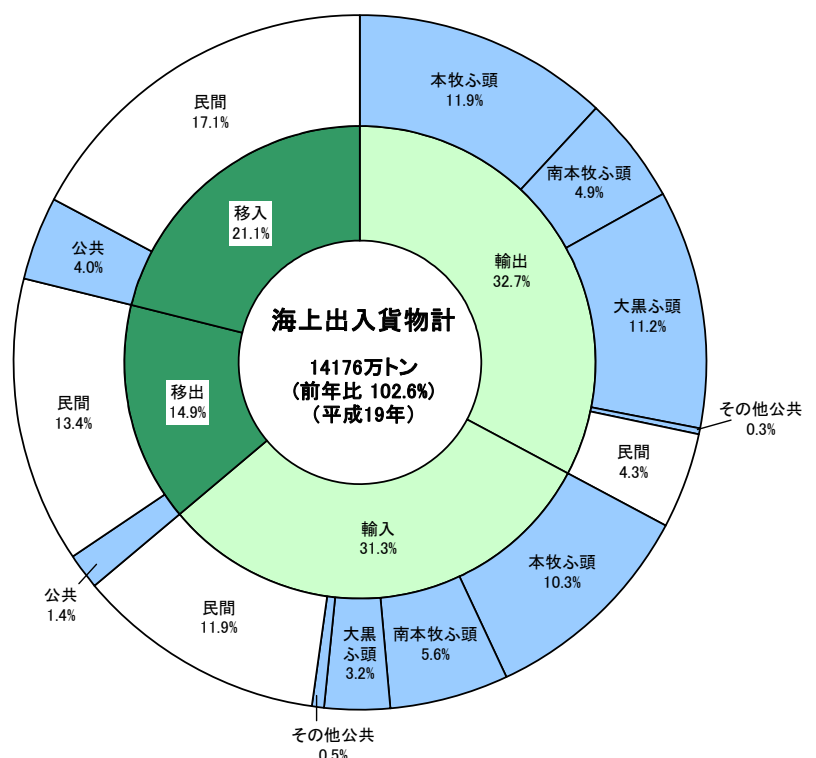 海上出入貨物計
14176万トン
(前年比 102.6%)
(平成19年)
輸出
32.7%
輸入
31.3%
移出
14.9%
移入
21.1%
本牧ふ頭
11.9%
南本牧ふ頭
4.9%
大黒ふ頭
11.2%
その他公共
0.3%
民間
4.3%
本牧ふ頭
10.3%
南本牧ふ頭
5.6%
大黒
ふ頭
3.2%
その他公共
0.5%
民間
11.9%
公共
1.4%
民間
13.4%
公共
4.0%
民間
17.1%